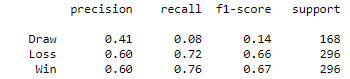 precision recall f1-score support
Draw 0.41 0.08 0.14 168
Loss 0.60 0.72 0.66 296
Win 0.60 0.76 0.67 296